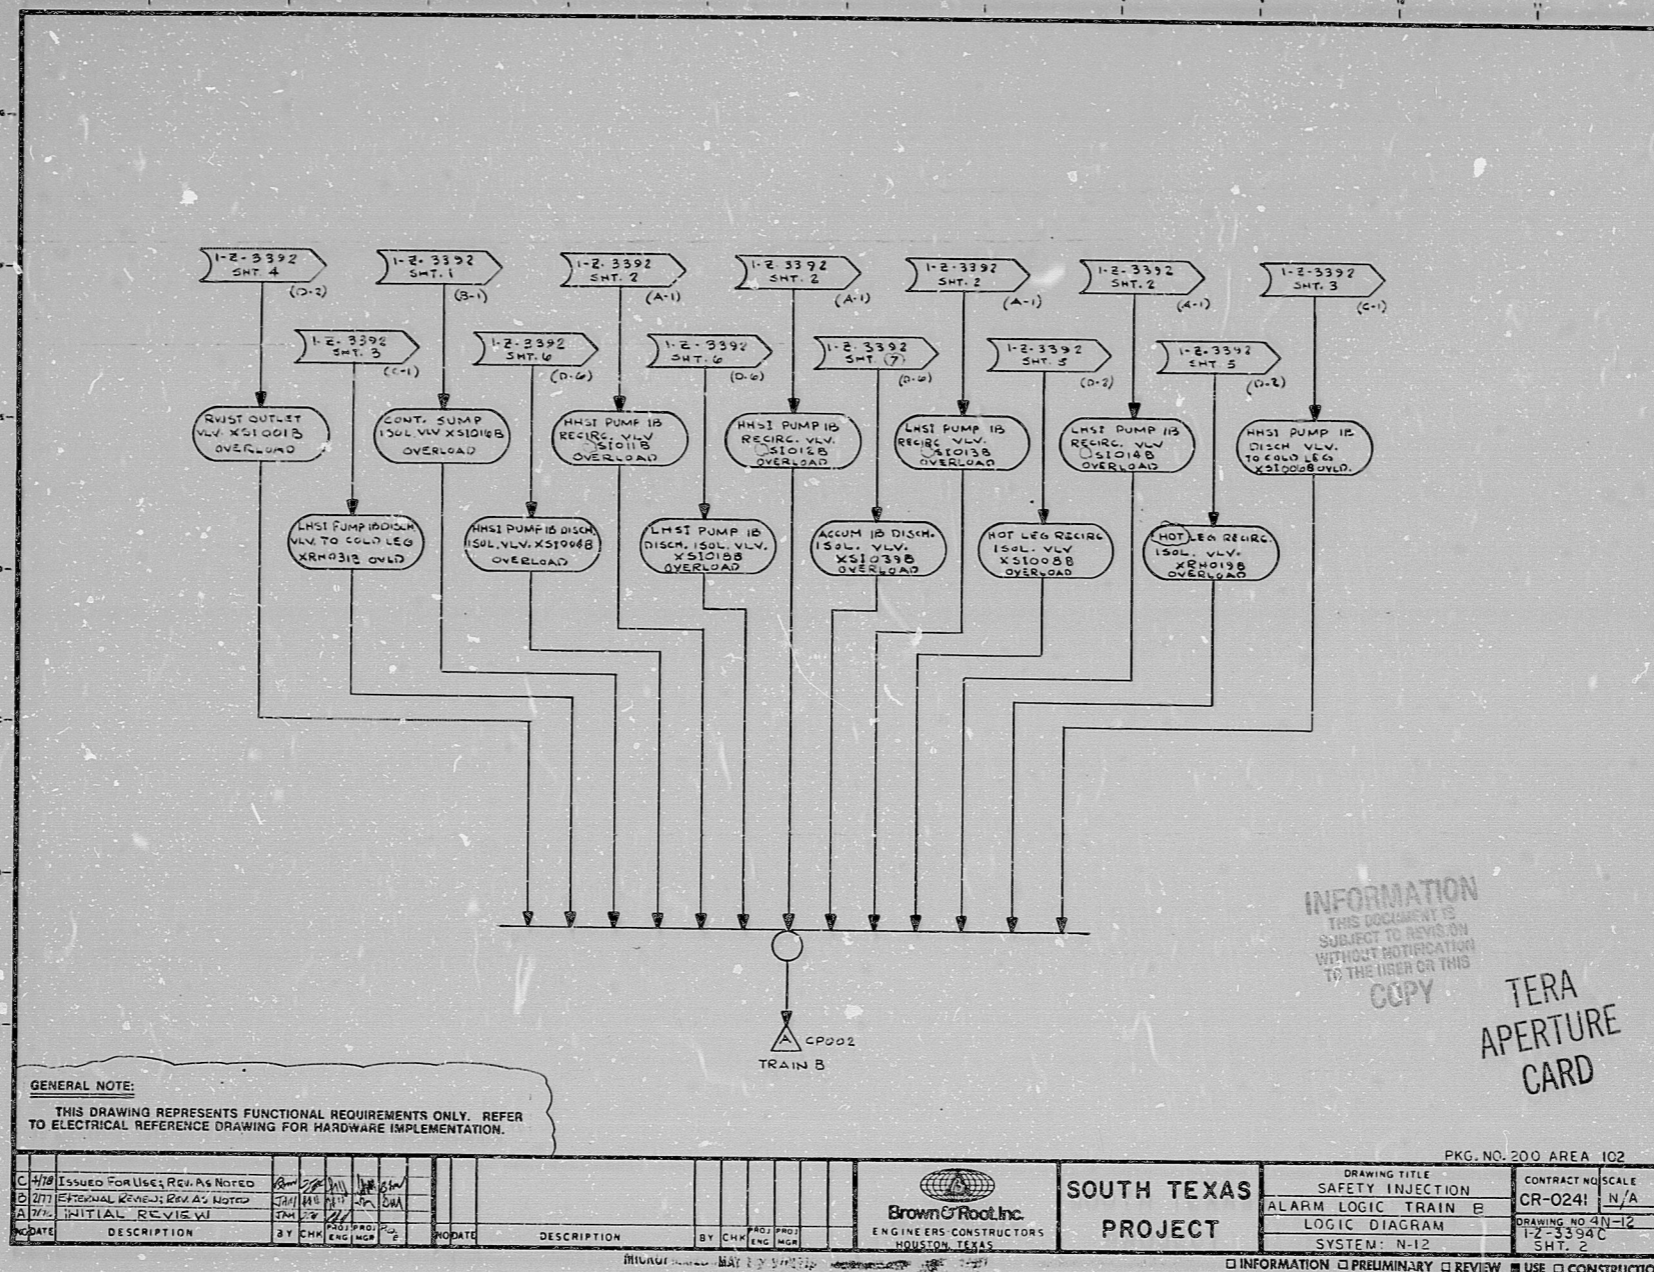 1-Z-3392
SHT. 4
(D-2)
1-Z-3392
SHT. 1
(B-1)
1-Z-3392
SHT. 2
(A-1)
1-Z-3392
SHT. 2
(A-1)
1-Z-3392
SHT. 2
(A-1)
1-Z-3392
SHT. 2
(A-1)
1-Z-3392
SHT. 3
(C-1)
1-Z-3392
SHT. 3
(C-1)
1-Z-3392
SHT. 6
(D-6)
1-Z-3392
SHT. 6
(D-6)
1-Z-3392
SHT. 7
(D-6)
1-Z-3392
SHT. 5
(D-2)
1-Z-3392
SHT. 5
(D-2)
RWST OUTLET
VLV. XSI001B
OVERLOAD
CONT. SUMP
ISOL VLV XSI016B
OVERLOAD
HHSI PUMP 1B
RECIRC. VLV
SI011B
OVERLOAD
HHSI PUMP 1B
RECIRC. VLV.
SI012B
OVERLOAD
LHSI PUMP 1B
RECIRC VLV.
SI013B
OVERLOAD
LHSI PUMP 1B
RECIRC. VLV
SI014B
OVERLOAD
HHSI PUMP 1B
DISCH VLV.
TO COLD LEG
XSI006B OVLD.
LHSI PUMP 1B DISCH
VLV. TO COLD LEG
XRH031B OVLD
HHSI PUMP 1B DISCH.
ISOL. VLV. XSI004B
OVERLOAD
LHSI PUMP 1B
DISCH. ISOL. VLV.
XSI018B
OVERLOAD
ACCUM 1B DISCH.
ISOL. VLV.
XSI039B
OVERLOAD
HOT LEG RECIRC
ISOL. VLV
XSI008B
OVERLOAD
HOT LEG RECIRC.
ISOL. VLV.
XRH019B
OVERLOAD
A CP002
TRAIN B
INFORMATION
THIS DOCUMENT IS
SUBJECT TO REVISION
WITHOUT NOTIFICATION
TO THE USER OR THIS
COPY
TERA
APERTURE
CARD
GENERAL NOTE:
THIS DRAWING REPRESENTS FUNCTIONAL REQUIREMENTS ONLY. REFER
TO ELECTRICAL REFERENCE DRAWING FOR HARDWARE IMPLEMENTATION.
PKG. NO. 200 AREA 102
C 4/78 ISSUED FOR USE; REV. AS NOTED
B 2/77 EXTERNAL REVIEW; REV. AS NOTED
A INITIAL REVIEW
NO DATE DESCRIPTION BY CHK PROJ ENG PROJ MGR
NO DATE DESCRIPTION BY CHK PROJ ENG PROJ MGR
Brown & Root, Inc.
ENGINEERS·CONSTRUCTORS
HOUSTON, TEXAS
SOUTH TEXAS
PROJECT
DRAWING TITLE
SAFETY INJECTION
ALARM LOGIC TRAIN B
LOGIC DIAGRAM
SYSTEM: N-12
CONTRACT NO
CR-0241
SCALE
N/A
DRAWING NO 4N-12
1-Z-3394C
SHT. 2
INFORMATION PRELIMINARY REVIEW USE CONSTRUCTIO